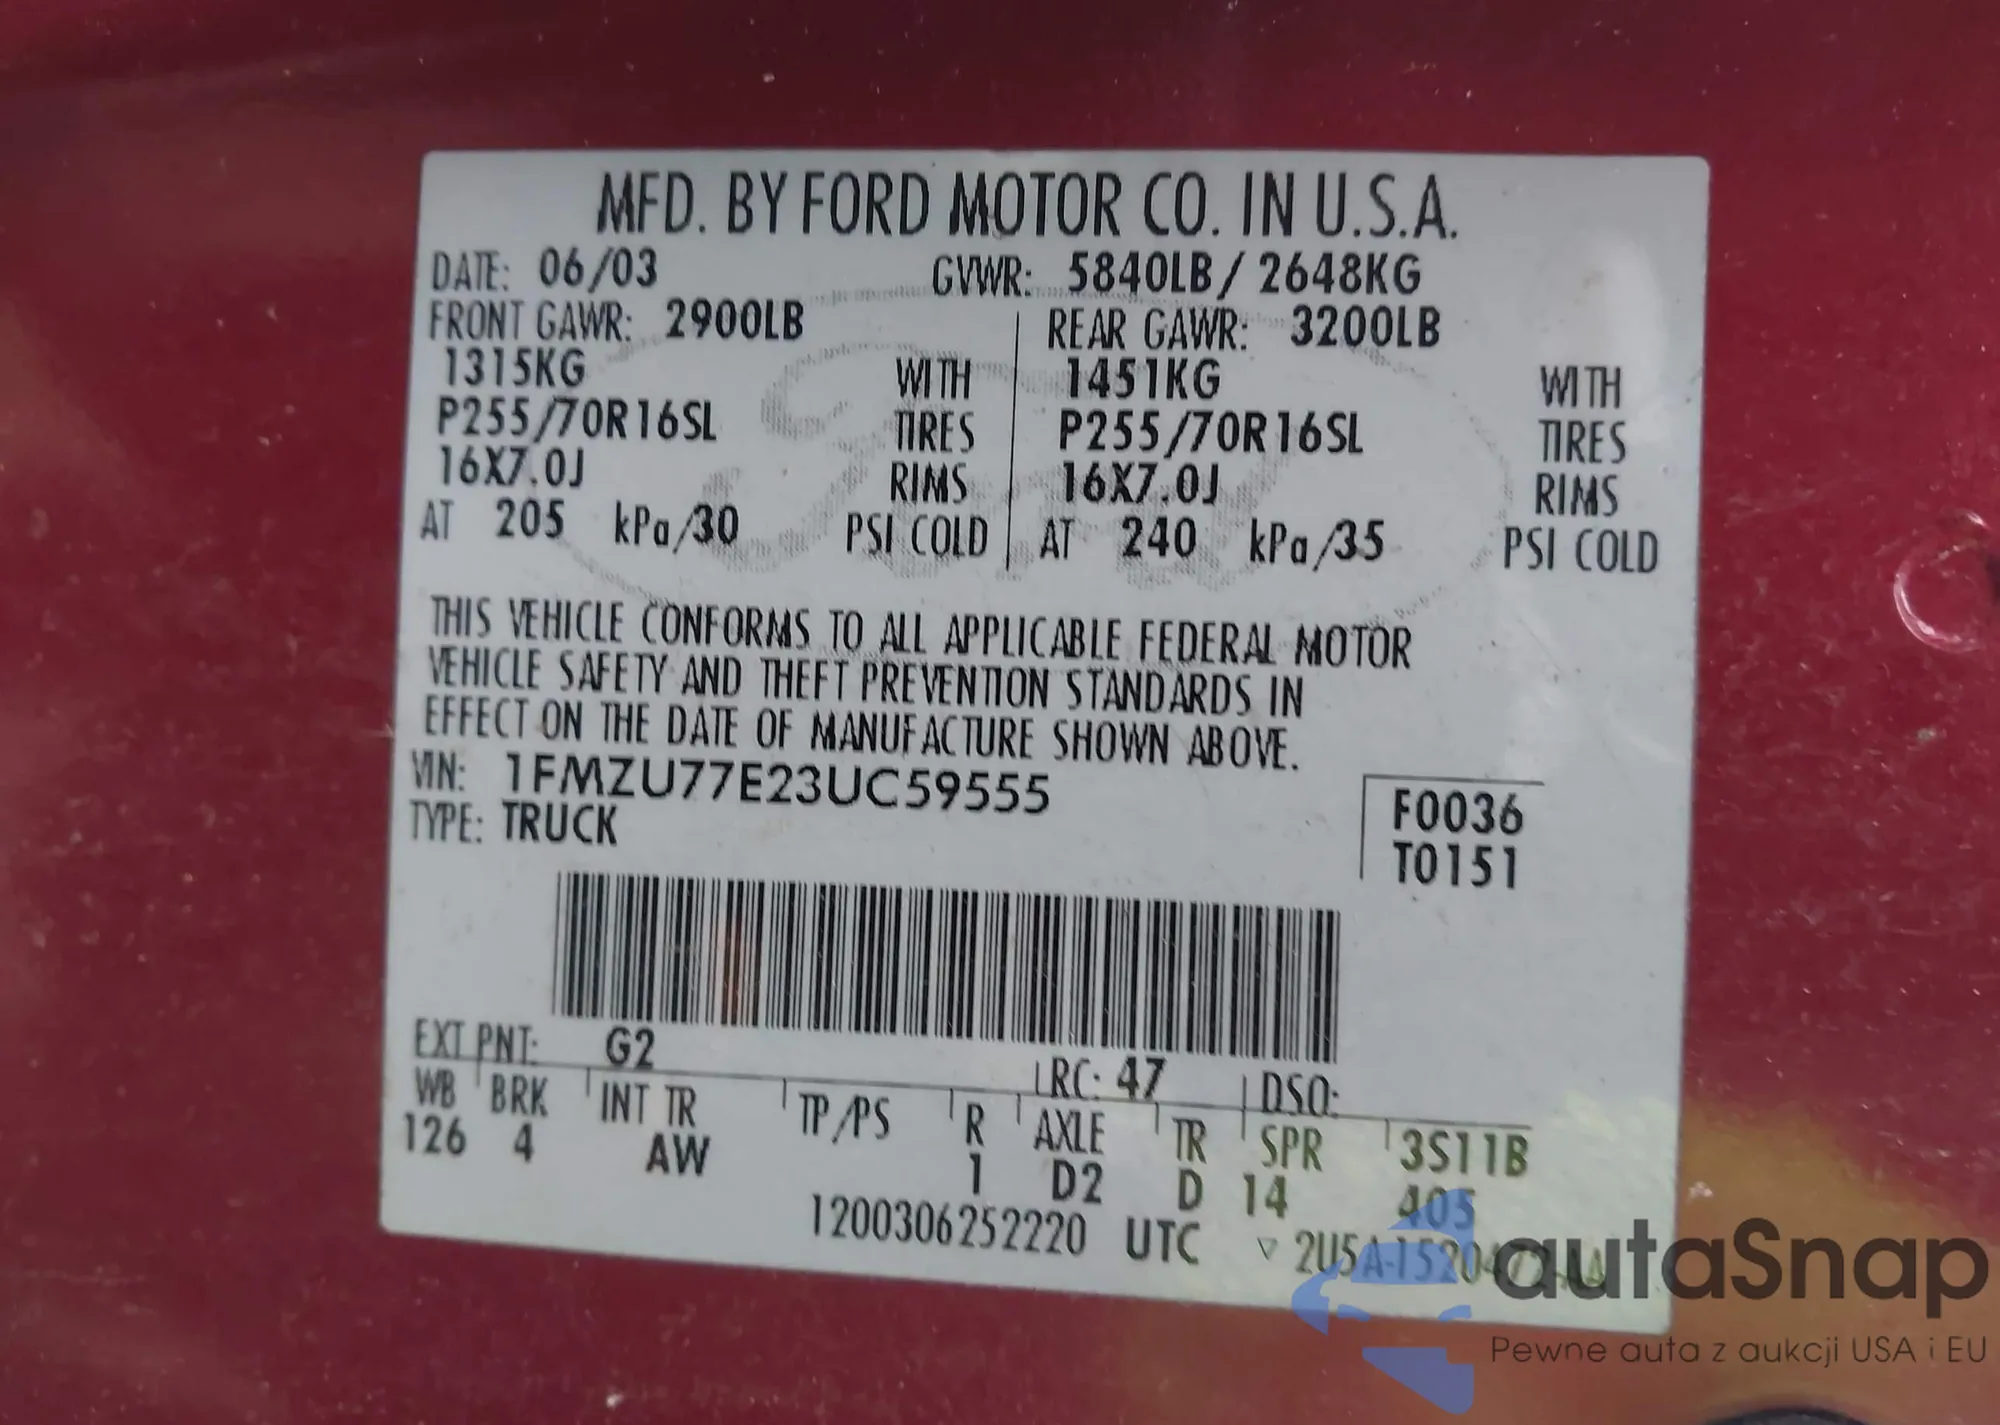 MFD. BY FORD MOTOR CO. IN U.S.A.
DATE: 06/03 GVWR: 5840LB / 2648KG
FRONT GAWR: 2900LB REAR GAWR: 3200LB
1315KG WITH 1451KG WITH
P255/70R16SL TIRES P255/70R16SL TIRES
16X7.0J RIMS 16X7.0J RIMS
AT 205 kPa/30 PSI COLD AT 240 kPa/35 PSI COLD
THIS VEHICLE CONFORMS TO ALL APPLICABLE FEDERAL MOTOR
VEHICLE SAFETY AND THEFT PREVENTION STANDARDS IN
EFFECT ON THE DATE OF MANUFACTURE SHOWN ABOVE.
VIN: 1FMZU77E23UC59555
TYPE: TRUCK
F0036
T0151
EXT PNT: G2 RC: 47 DSO:
WB BRK INT TR TP/PS R AXLE TR SPR 3S11B
126 4 AW 1 D2 D 14 405
1200306252220 UTC
autaSnap
Pewne auta z aukcji USA i EU